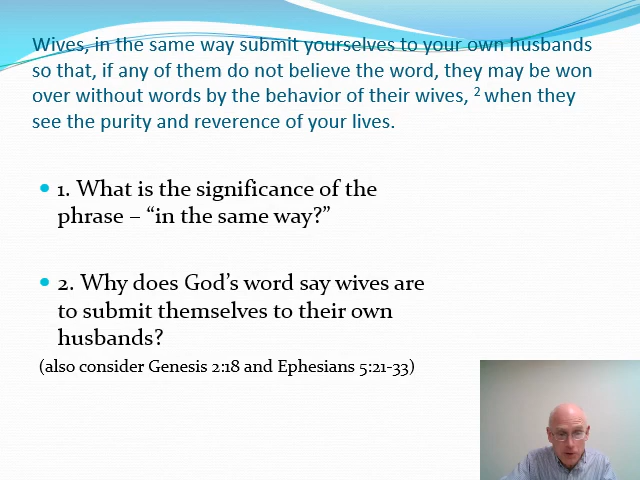 Wives, in the same way submit yourselves to your own husbands
so that, if any of them do not believe the word, they may be won
over without words by the behavior of their wives, ² when they
see the purity and reverence of your lives.
1. What is the significance of the
phrase – “in the same way?”
2. Why does God’s word say wives are
to submit themselves to their own
husbands?
(also consider Genesis 2:18 and Ephesians 5:21-33)